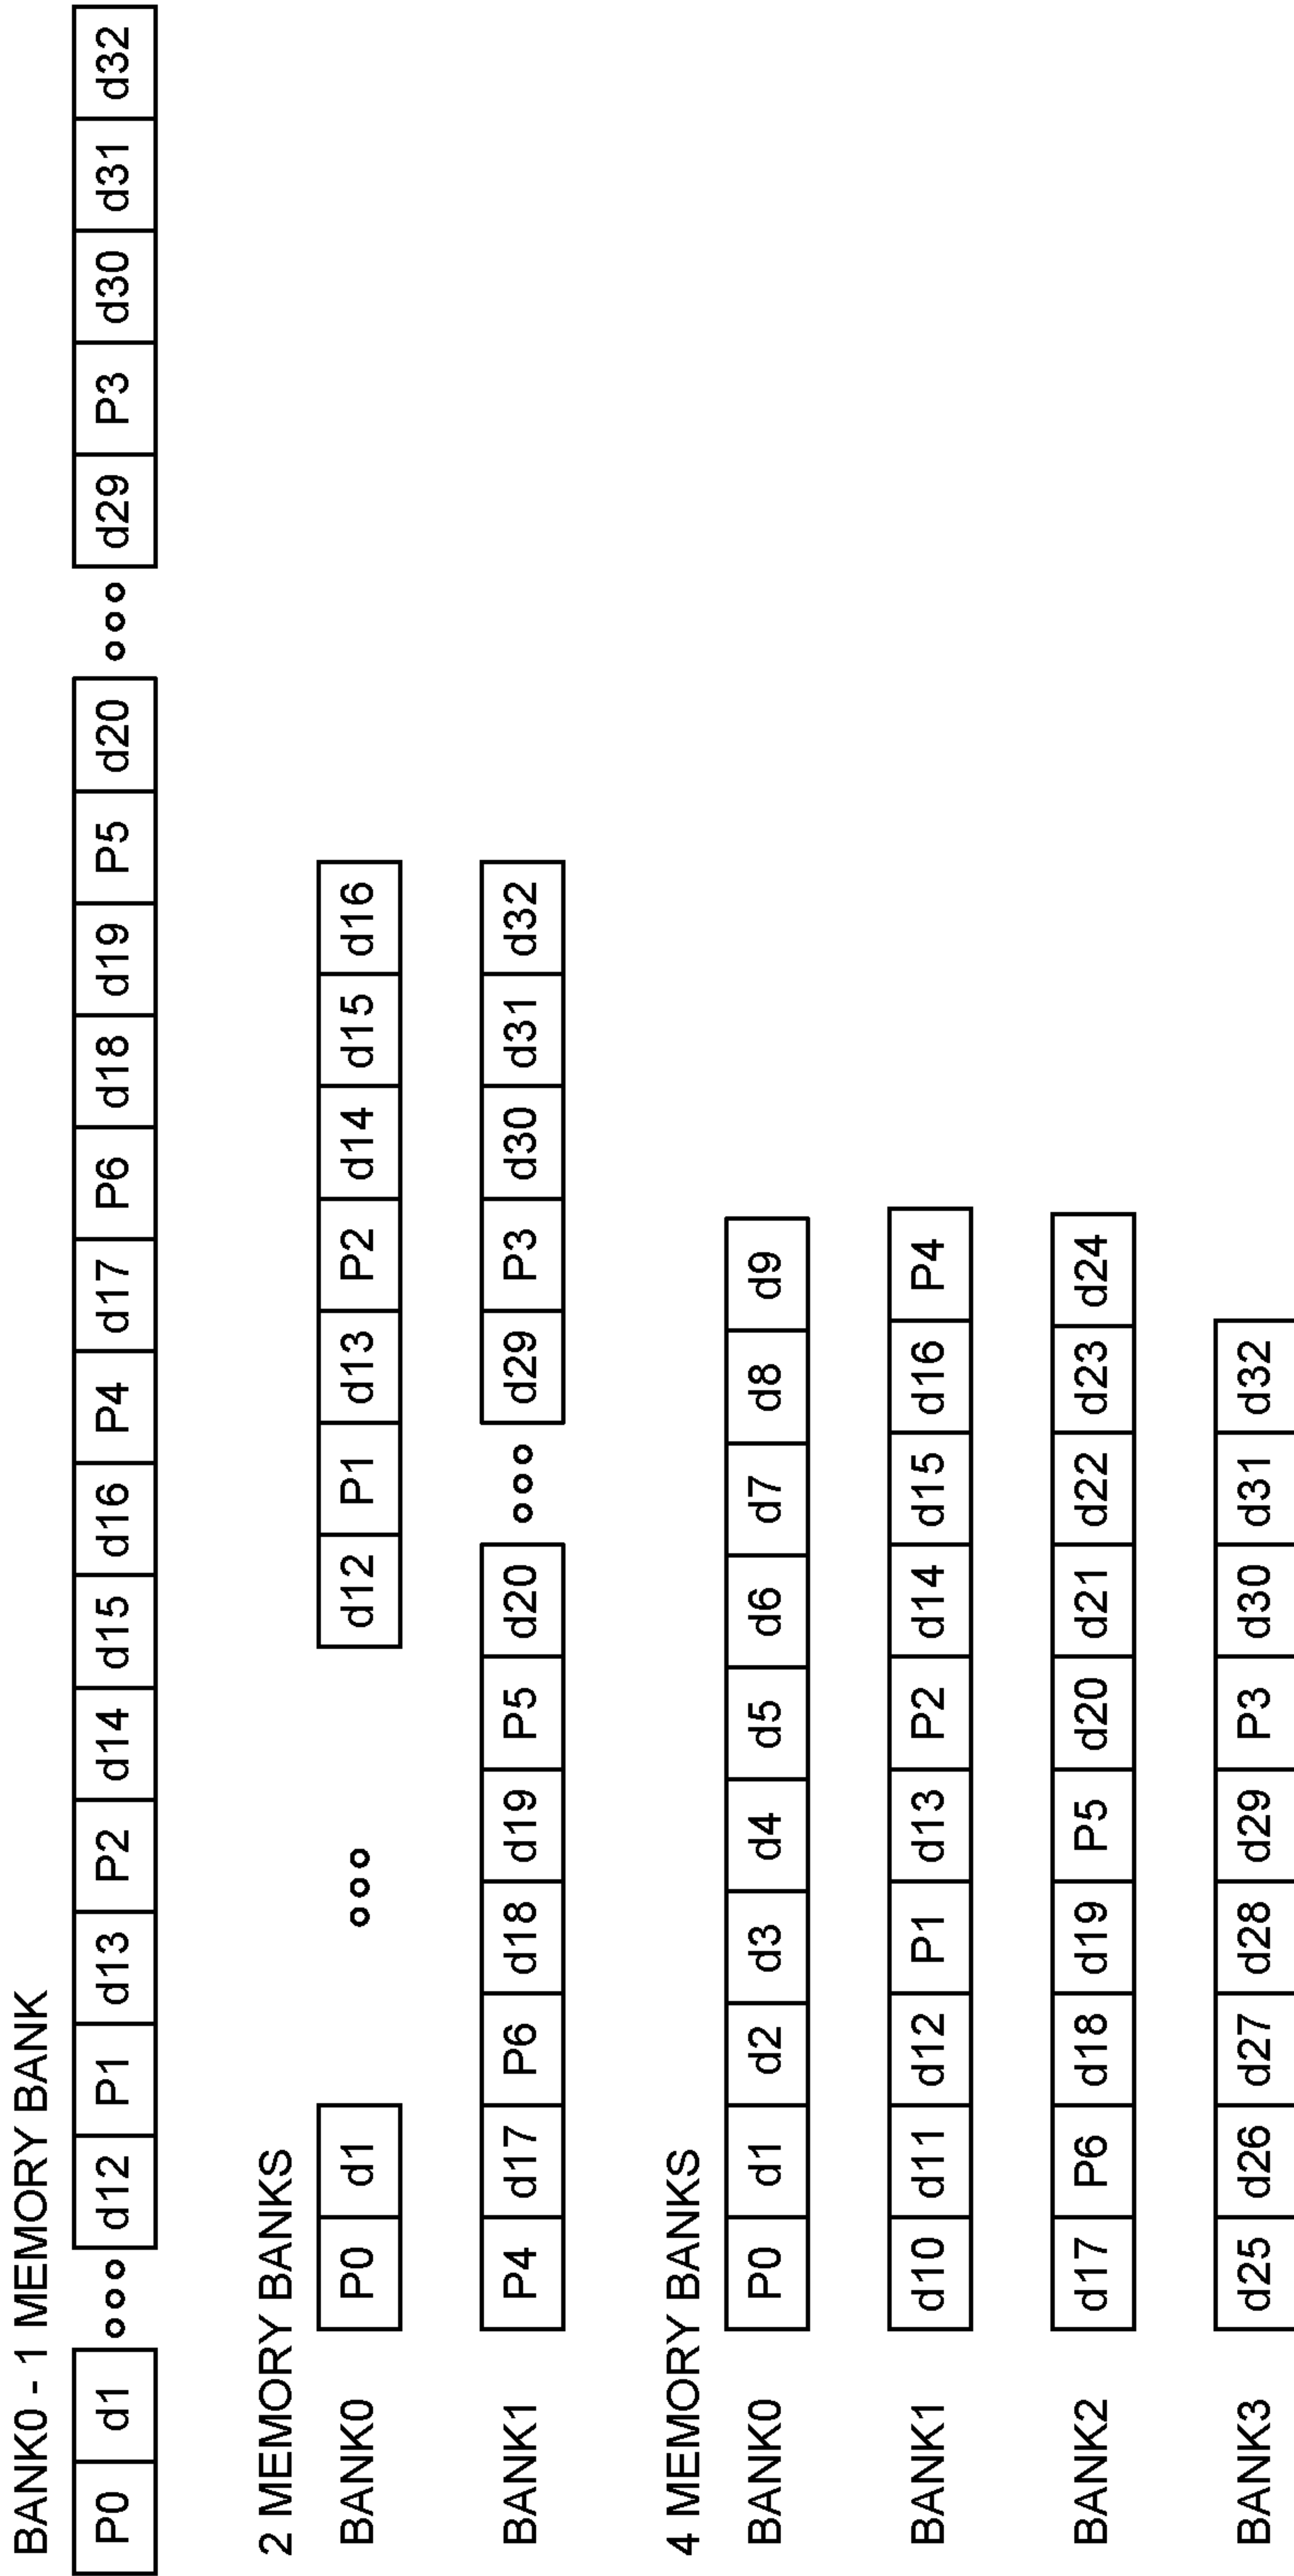 BANK0 - 1 MEMORY BANK
P0 d1 ooo d12 P1 d13 P2 d14 d15 d16 P4 d17 P6 d18 d19 P5 d20 ooo d29 P3 d30 d31 d32
2 MEMORY BANKS
BANK0 P0 d1 ooo d12 P1 d13 P2 d14 d15 d16
BANK1 P4 d17 P6 d18 d19 P5 d20 ooo d29 P3 d30 d31 d32
4 MEMORY BANKS
BANK0 P0 d1 d2 d3 d4 d5 d6 d7 d8 d9
BANK1 d10 d11 d12 P1 d13 P2 d14 d15 d16 P4
BANK2 d17 P6 d18 d19 P5 d20 d21 d22 d23 d24
BANK3 d25 d26 d27 d28 d29 P3 d30 d31 d32